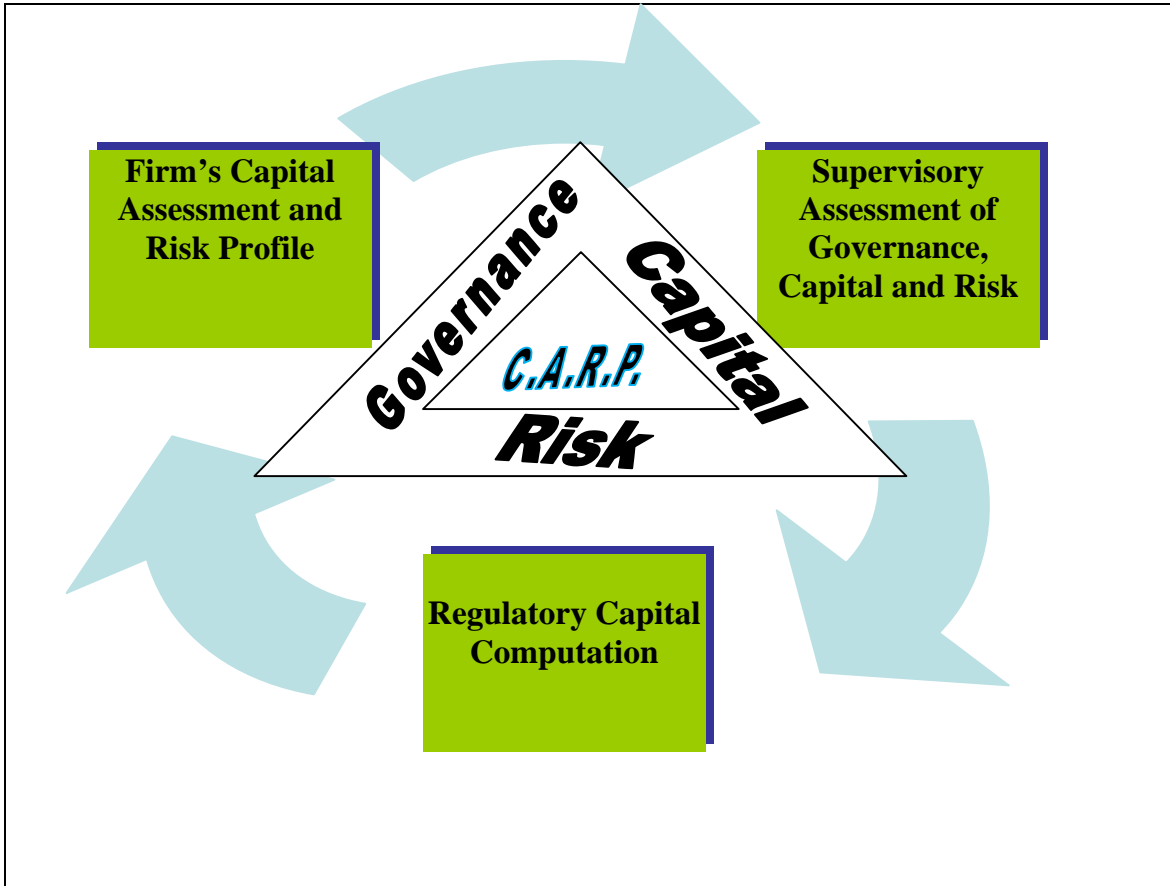 Firm’s Capital
Assessment and
Risk Profile
Supervisory
Assessment of
Governance,
Capital and Risk
Governance
Capital
C.A.R.P.
Risk
Regulatory Capital
Computation